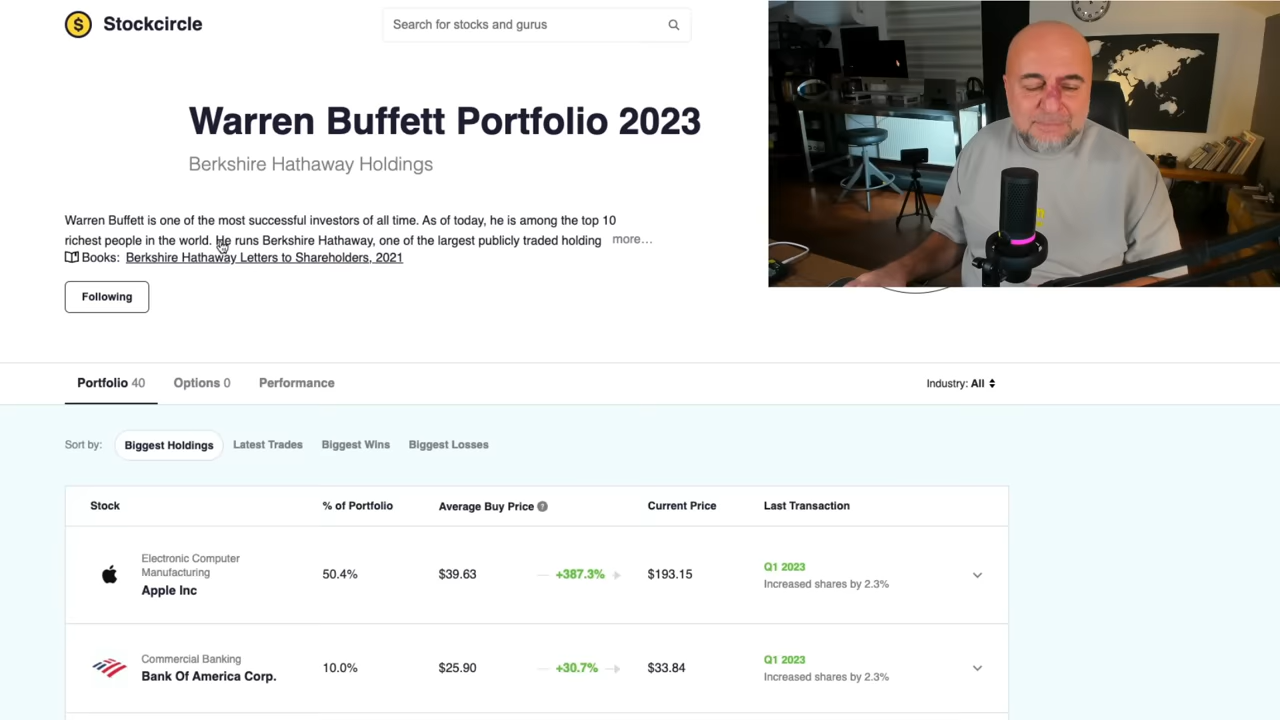 Stockcircle
Search for stocks and gurus
Warren Buffett Portfolio 2023
Berkshire Hathaway Holdings
Warren Buffett is one of the most successful investors of all time. As of today, he is among the top 10
richest people in the world. He runs Berkshire Hathaway, one of the largest publicly traded holding more...
Books: Berkshire Hathaway Letters to Shareholders, 2021
Following
Portfolio 40 Options 0 Performance Industry: All
Sort by: Biggest Holdings Latest Trades Biggest Wins Biggest Losses
Stock % of Portfolio Average Buy Price ? Current Price Last Transaction
Electronic Computer
Manufacturing
Apple Inc
50.4% $39.63 +387.3% $193.15
Q1 2023
Increased shares by 2.3%
Commercial Banking
Bank Of America Corp.
10.0% $25.90 +30.7% $33.84
Q1 2023
Increased shares by 2.3%